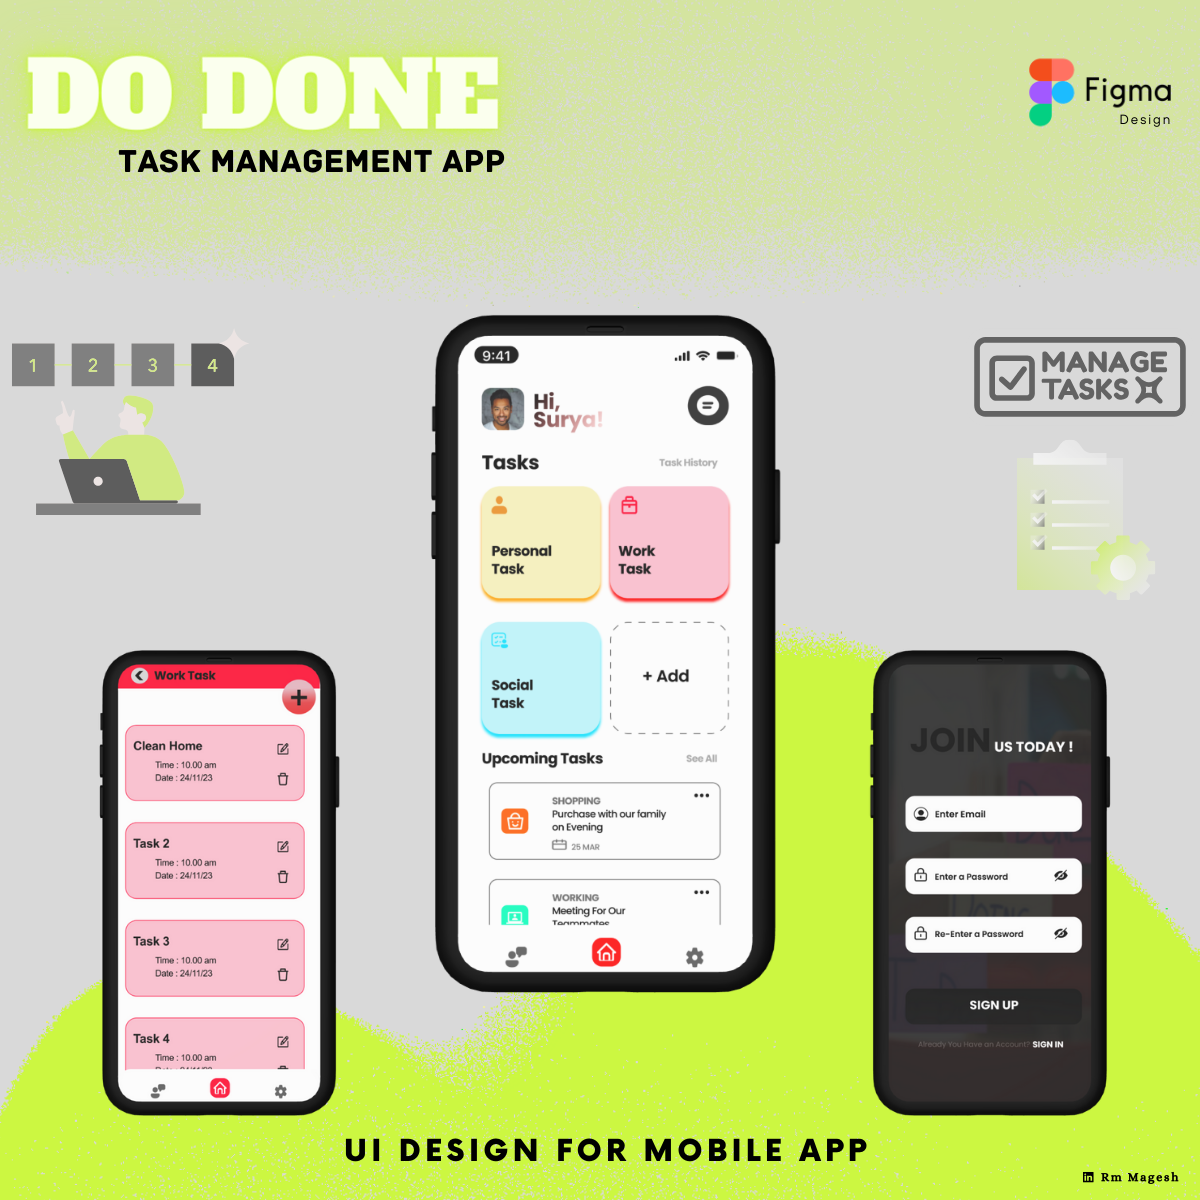 DO DONE
TASK MANAGEMENT APP
Figma
Design
1 2 3 4
MANAGE
TASKS
9:41
Hi,
Surya!
Tasks
Task History
Personal
Task
Work
Task
Social
Task
+ Add
Upcoming Tasks
See All
SHOPPING
Purchase with our family
on Evening
25 MAR
WORKING
Meeting For Our
Teammates
Work Task
Clean Home
Time : 10.00 am
Date : 24/11/23
Task 2
Time : 10.00 am
Date : 24/11/23
Task 3
Time : 10.00 am
Date : 24/11/23
Task 4
Time : 10.00 am
Date : 24/11/23
JOIN US TODAY !
Enter Email
Enter a Password
Re-Enter a Password
SIGN UP
Already You Have an Account? SIGN IN
UI DESIGN FOR MOBILE APP
Rm Magesh